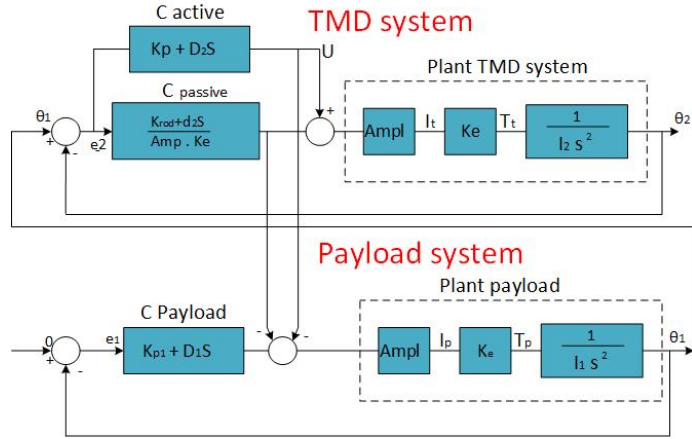 C active
TMD system
Kp + D₂S
U
Plant TMD system
C passive
θ1
+
-
e2
Krod+d2S
Amp . Ke
+
Ampl
It
Ke
Tt
1
I₂ s²
θ2
Payload system
C Payload
Plant payload
0
+
-
e1
Kp1 + D₁S
-
-
Ampl
Ip
Ke
Tp
1
I₁ s²
θ1